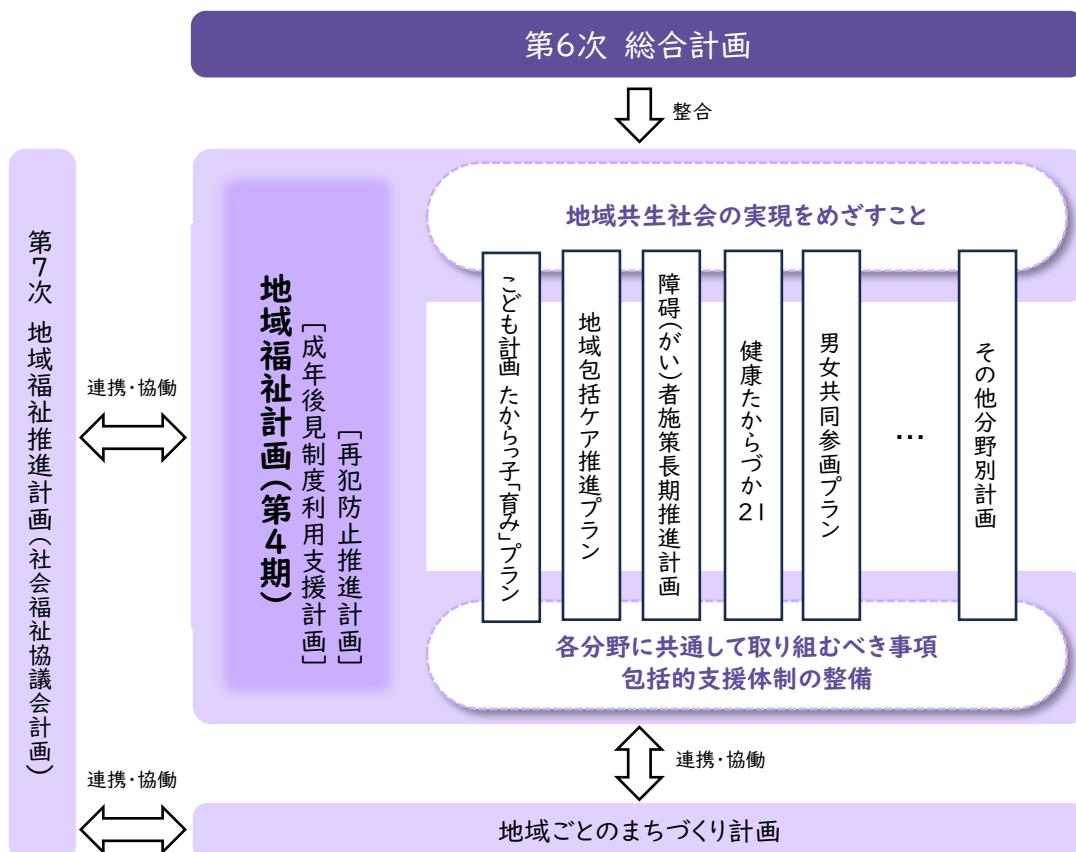 第6次 総合計画
整合
第7次 地域福祉推進計画(社会福祉協議会計画)
連携・協働
地域福祉計画(第4期)
[成年後見制度利用支援計画]
[再犯防止推進計画]
地域共生社会の実現をめざすこと
こども計画 たからっ子「育み」プラン
地域包括ケア推進プラン
障碍(がい)者施策長期推進計画
健康たからづか
21
男女共同参画プラン
…
その他分野別計画
各分野に共通して取り組むべき事項
包括的支援体制の整備
連携・協働
連携・協働
地域ごとのまちづくり計画